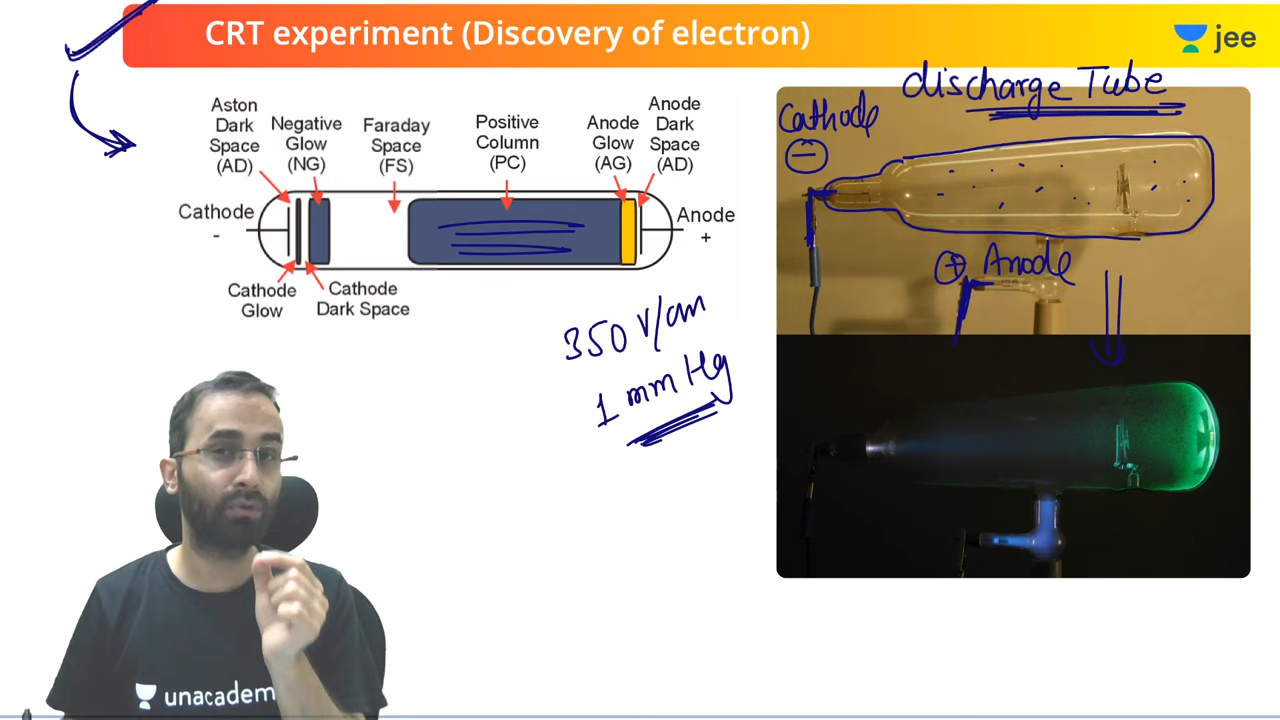 CRT experiment (Discovery of electron)
jee
discharge Tube
Aston
Dark
Space
(AD)
Negative
Glow
(NG)
Faraday
Space
(FS)
Positive
Column
(PC)
Anode
Glow
(AG)
Anode
Dark
Space
(AD)
Cathode
-
Anode
+
Cathode
Glow
Cathode
Dark Space
Cathode
−
+ Anode
350 V/cm
1 mm Hg
unacadem